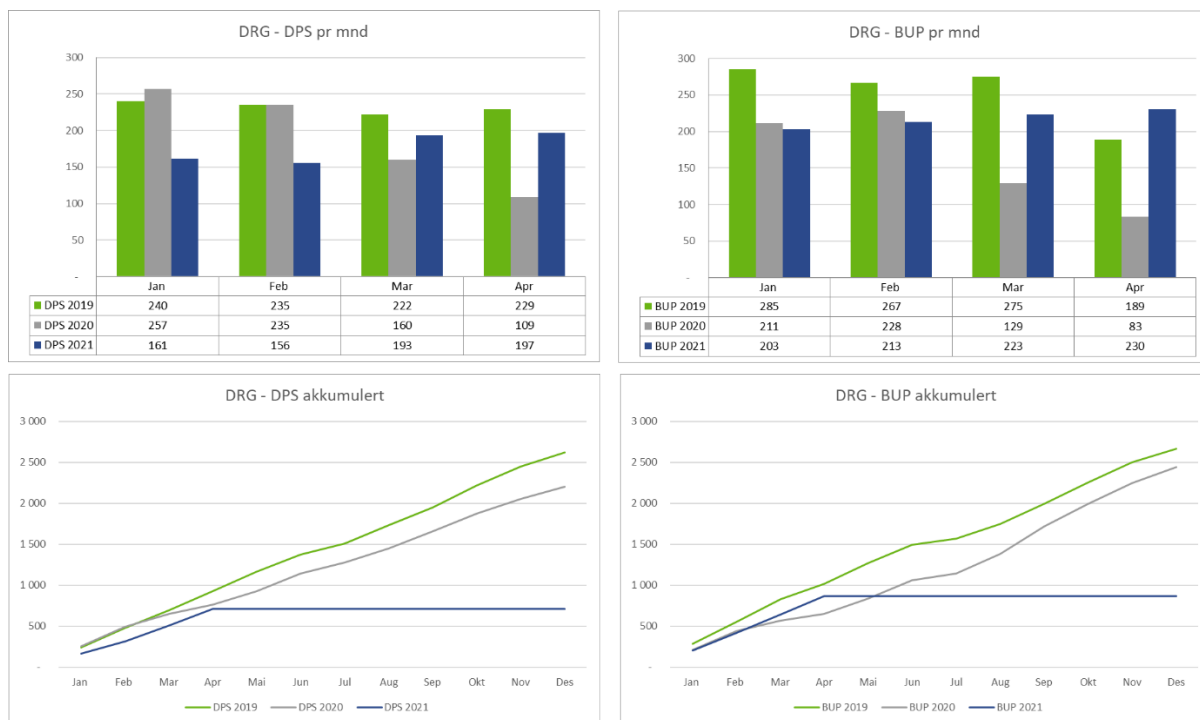 DRG - DPS pr mnd
300
250
200
150
100
50
-
Jan Feb Mar Apr
DPS 2019 240 235 222 229
DPS 2020 257 235 160 109
DPS 2021 161 156 193 197
DRG - BUP pr mnd
300
250
200
150
100
50
-
Jan Feb Mar Apr
BUP 2019 285 267 275 189
BUP 2020 211 228 129 83
BUP 2021 203 213 223 230
DRG - DPS akkumulert
3 000
2 500
2 000
1 500
1 000
500
-
Jan Feb Mar Apr Mai Jun Jul Aug Sep Okt Nov Des
DPS 2019 DPS 2020 DPS 2021
DRG - BUP akkumulert
3 000
2 500
2 000
1 500
1 000
500
-
Jan Feb Mar Apr Mai Jun Jul Aug Sep Okt Nov Des
BUP 2019 BUP 2020 BUP 2021